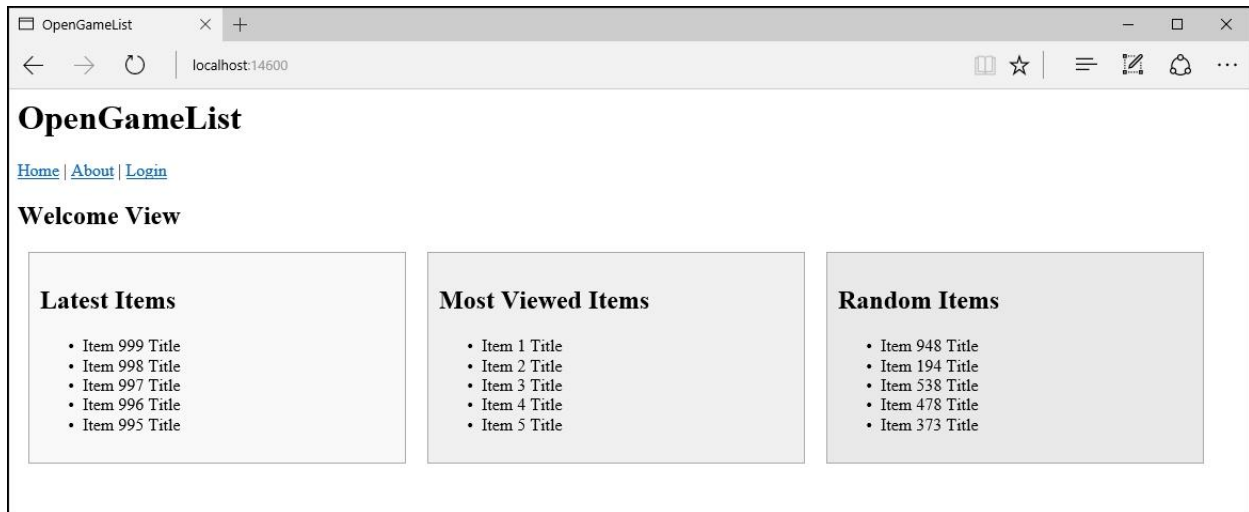 OpenGameList
localhost:14600
OpenGameList
Home | About | Login
Welcome View
Latest Items
• Item 999 Title
• Item 998 Title
• Item 997 Title
• Item 996 Title
• Item 995 Title
Most Viewed Items
• Item 1 Title
• Item 2 Title
• Item 3 Title
• Item 4 Title
• Item 5 Title
Random Items
• Item 948 Title
• Item 194 Title
• Item 538 Title
• Item 478 Title
• Item 373 Title